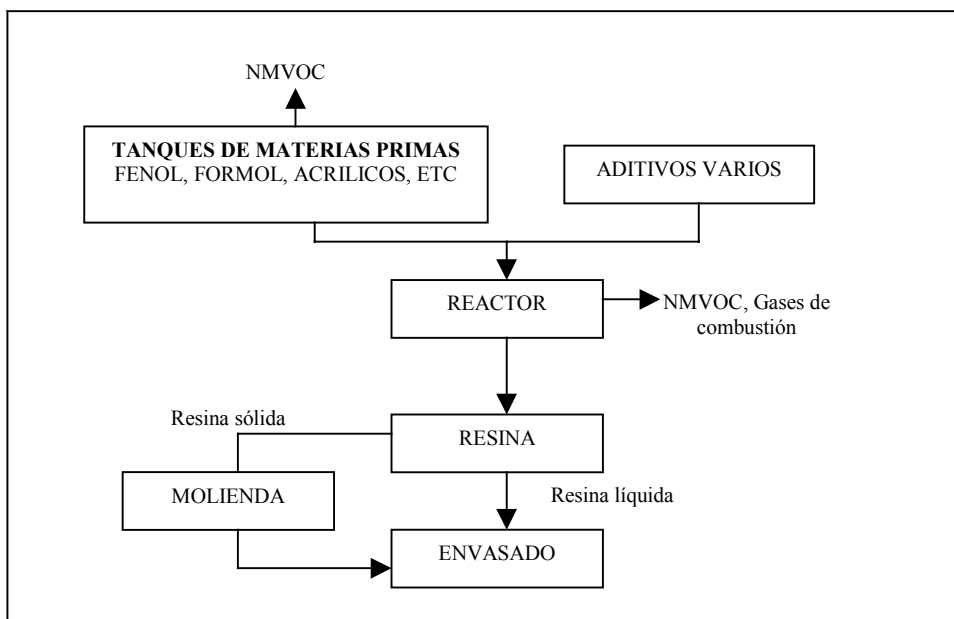 NMVOC
TANQUES DE MATERIAS PRIMAS
FENOL, FORMOL, ACRILICOS, ETC
ADITIVOS VARIOS
REACTOR
NMVOC, Gases de
combustión
Resina sólida
RESINA
MOLIENDA
Resina líquida
ENVASADO